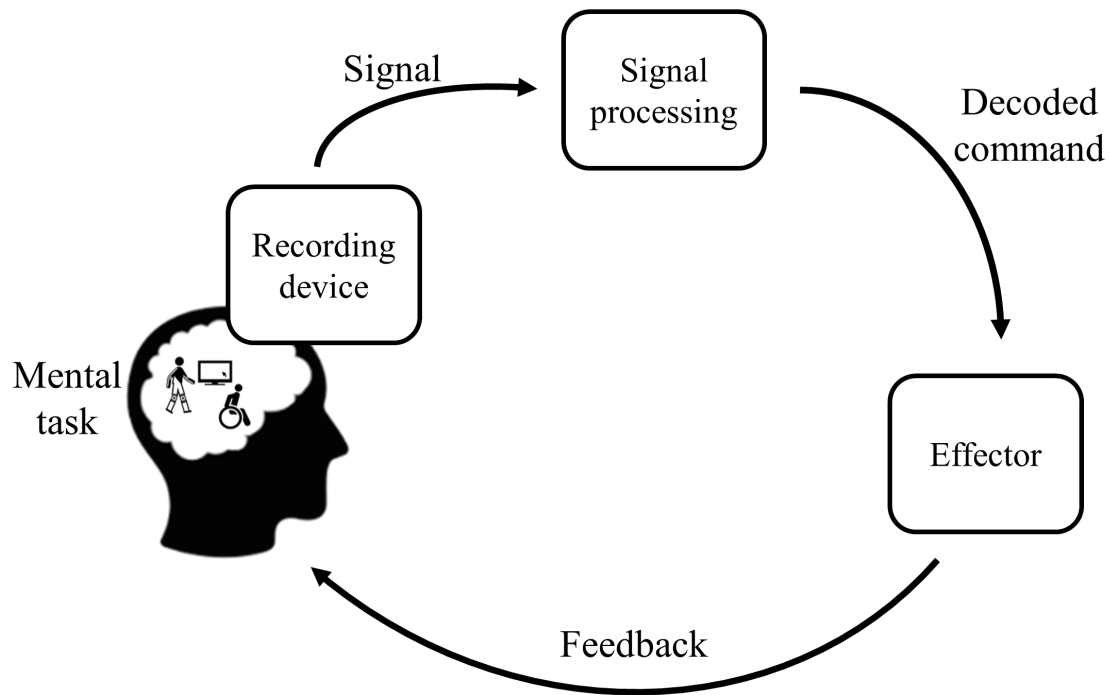 Signal
Signal
processing
Decoded
command
Recording
device
Mental
task
Effector
Feedback